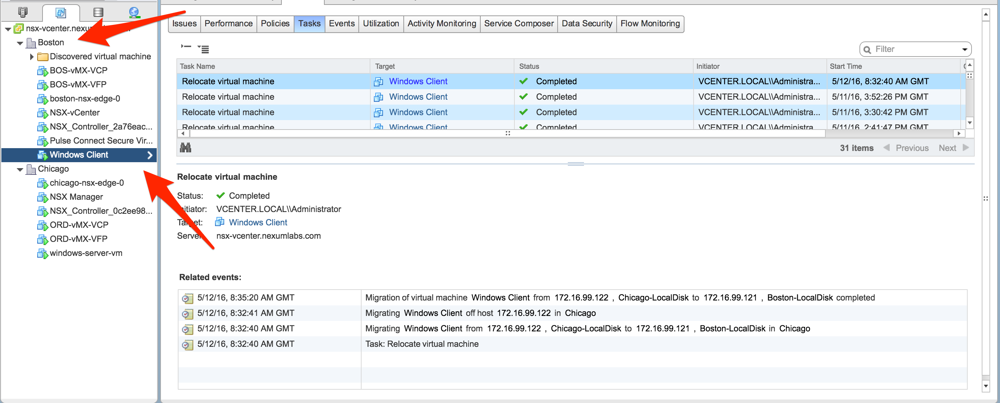 nsx-vcenter.nexu
Boston
Discovered virtual machine
BOS-vMX-VCP
BOS-vMX-VFP
boston-nsx-edge-0
NSX-vCenter
NSX_Controller_2a76eac...
Pulse Connect Secure Vir...
Windows Client
Chicago
chicago-nsx-edge-0
NSX Manager
NSX_Controller_0c2ee98...
ORD-vMX-VCP
ORD-vMX-VFP
windows-server-vm
Issues Performance Policies Tasks Events Utilization Activity Monitoring Service Composer Data Security Flow Monitoring
Filter
Task Name Target Status Initiator Start Time
Relocate virtual machine Windows Client Completed VCENTER.LOCAL\\Administra... 5/12/16, 8:32:40 AM GMT
Relocate virtual machine Windows Client Completed VCENTER.LOCAL\\Administra... 5/11/16, 3:52:26 PM GMT
Relocate virtual machine Windows Client Completed VCENTER.LOCAL\\Administra... 5/11/16, 3:30:42 PM GMT
Relocate virtual machine Windows Client Completed VCENTER.LOCAL\\Administra 5/11/16, 2:41:47 PM GMT
31 items Previous Next
Relocate virtual machine
Status: Completed
Initiator: VCENTER.LOCAL\\Administrator
Target: Windows Client
Server nsx-vcenter.nexumlabs.com
Related events:
5/12/16, 8:35:20 AM GMT Migration of virtual machine Windows Client from 172.16.99.122 , Chicago-LocalDisk to 172.16.99.121 , Boston-LocalDisk completed
5/12/16, 8:32:41 AM GMT Migrating Windows Client off host 172.16.99.122 in Chicago
5/12/16, 8:32:40 AM GMT Migrating Windows Client from 172.16.99.122 , Chicago-LocalDisk to 172.16.99.121 , Boston-LocalDisk in Chicago
5/12/16, 8:32:40 AM GMT Task: Relocate virtual machine